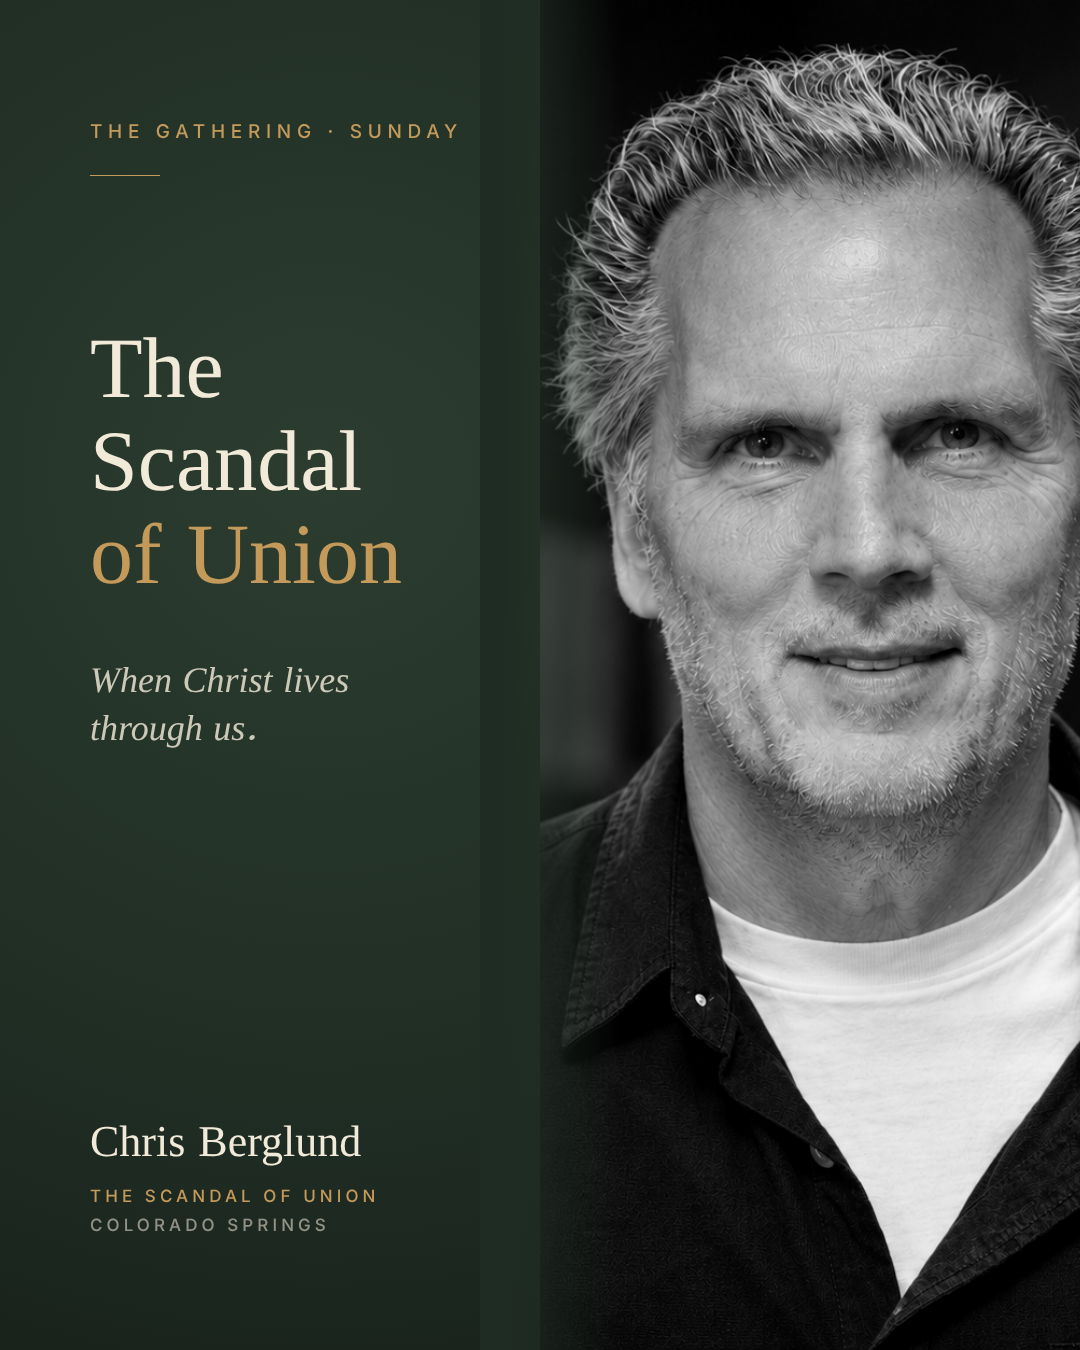 THE GATHERING · SUNDAY
The
Scandal
of Union
When Christ lives
through us.
Chris Berglund
THE SCANDAL OF UNION
COLORADO SPRINGS